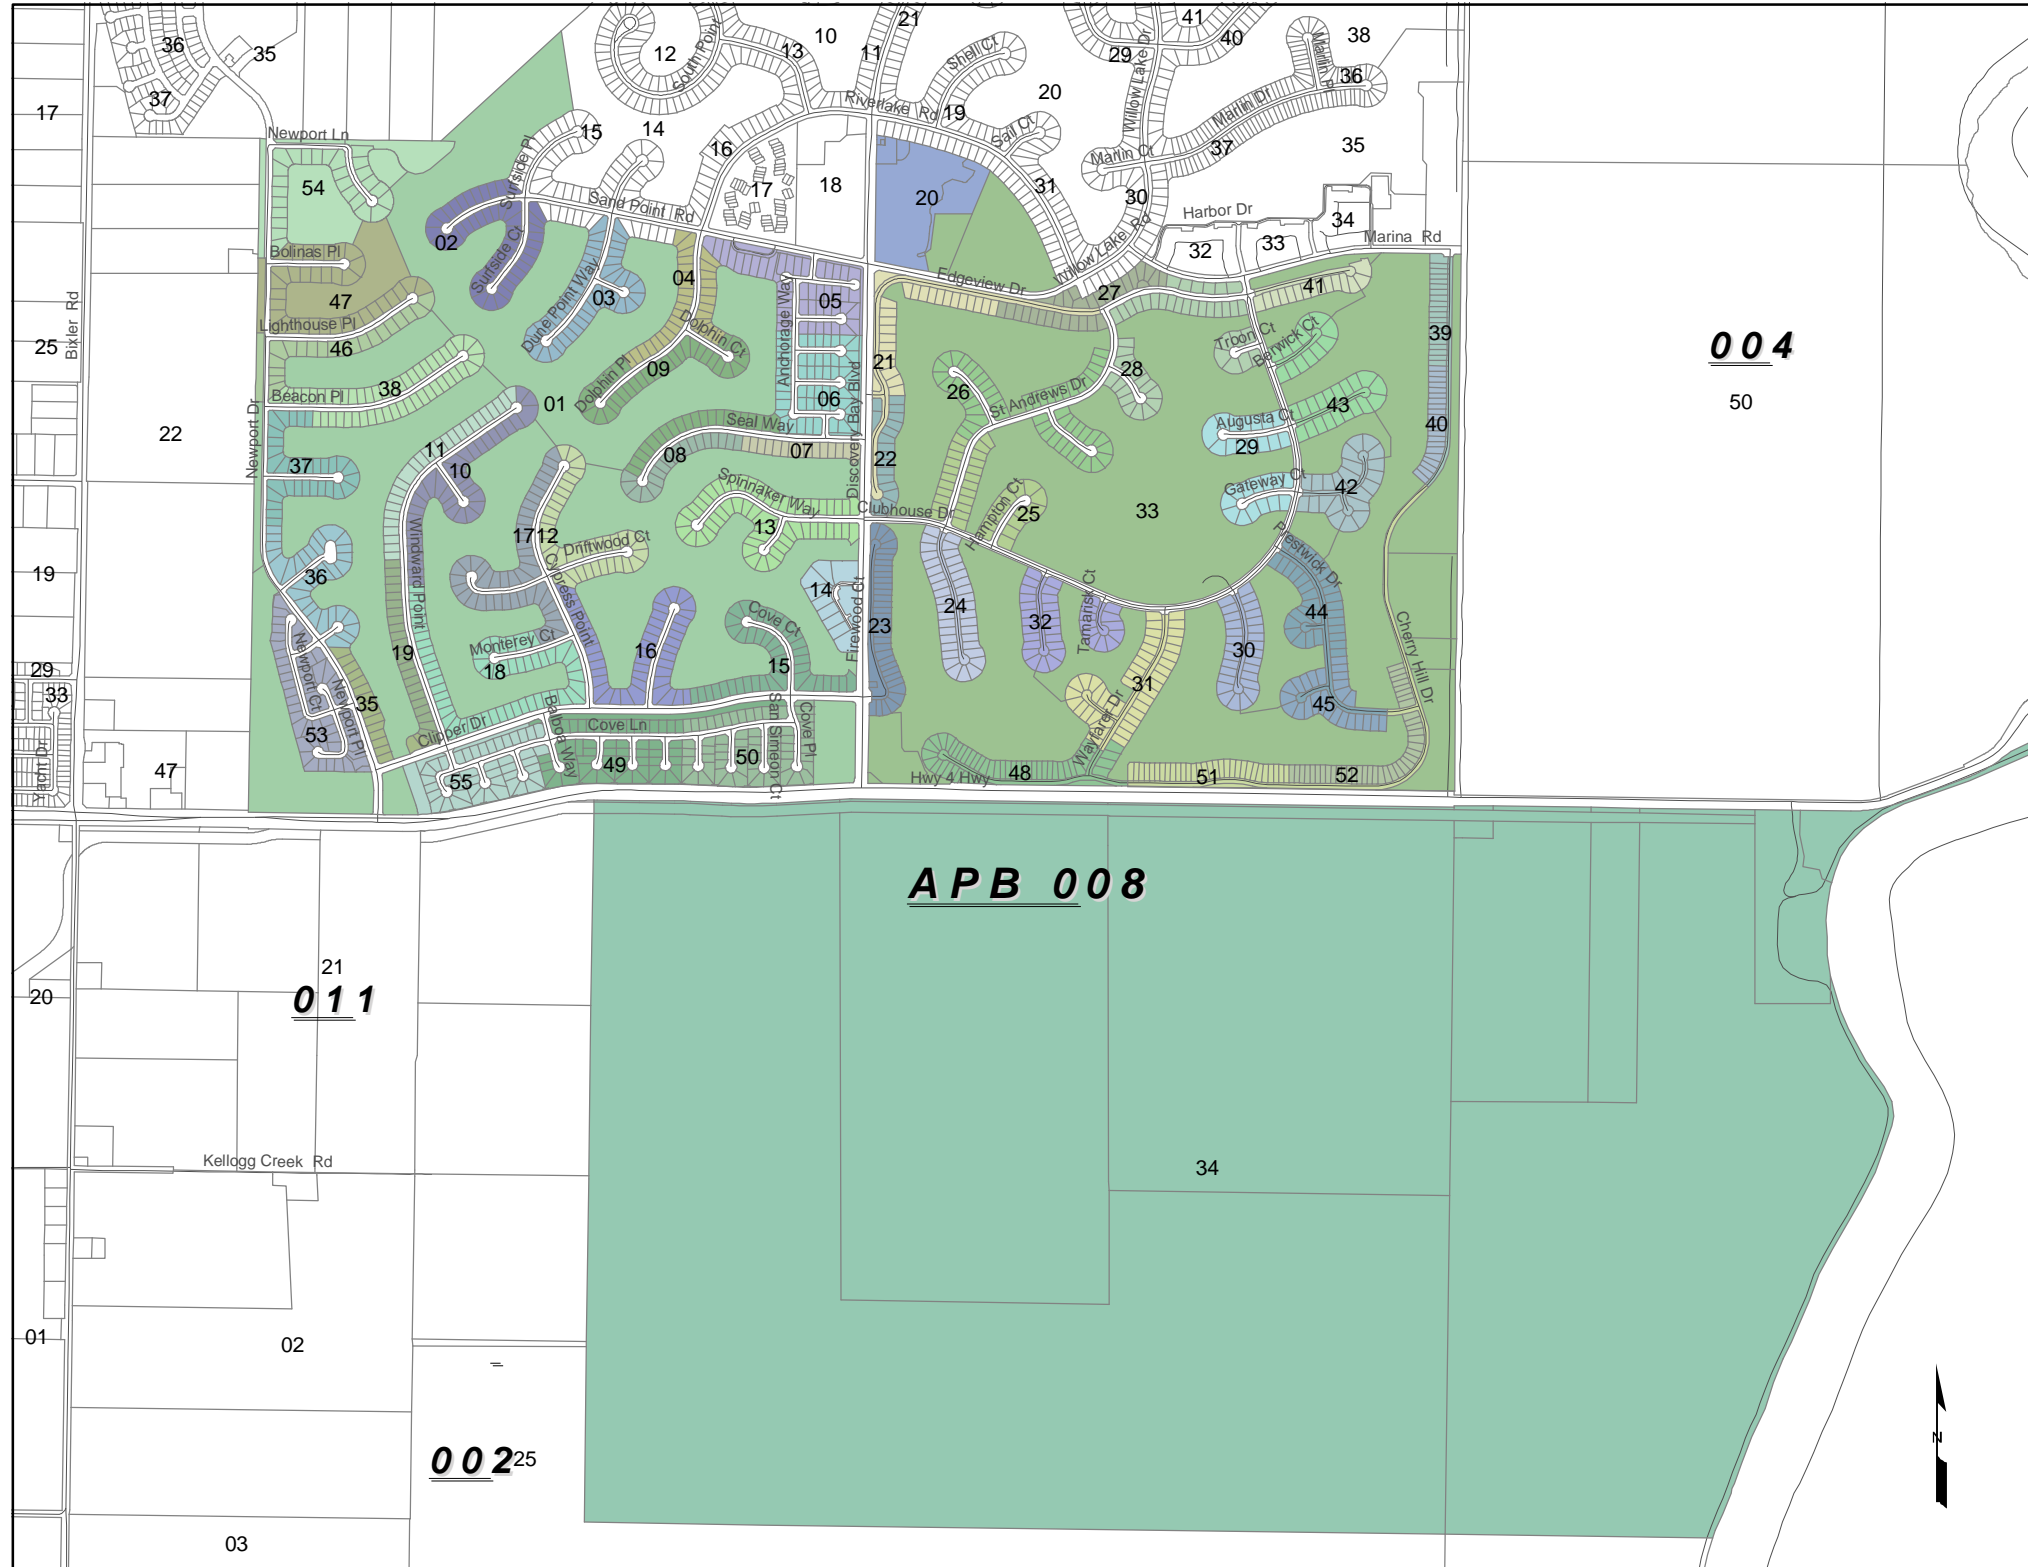 41
21
36
35
12
South Point
13
10
11
29
Willow Lake Dr
40
38
Shell Ct
Marlin Pl
36
37
17
20
Riverlake Rd
19
Marlin Dr
Newport Ln
15
14
16
Sail Ct
Marlin Ct
37
35
Surfside Pl
54
17
18
20
31
30
Sand Point Rd
Harbor Dr
34
02
Bolinas Pl
Surfside Ct
Willow Lake Rd
32
33
Marina Rd
04
47
Dune Point Way
03
05
Edgeview Dr
27
41
Lighthouse Pl
Anchorage Way
Dolphin Ct
Troon Ct
Berwick Ct
39
004
25
Bixler Rd
46
09
21
28
38
Beacon Pl
01
Dolphin Pl
06
Discovery Bay Blvd
26
St Andrews Dr
43
50
22
Newport Dr
11
Seal Way
07
Augusta Ct
29
40
37
10
08
22
Spinnaker Way
Gateway Ct
42
Clubhouse Dr
Hampton Ct
25
33
13
17
12
Driftwood Ct
Prestwick Dr
19
36
Windward Point
Cypress Point
14
Firewood Ct
24
32
Tamarisk Ct
44
23
Cove Ct
Cherry Hill Dr
19
Monterey Ct
18
16
15
30
29
33
Newport Ct
Newport Pl
35
31
45
53
Clipper Dr
Balboa Way
Cove Ln
San Simeon Ct
Cove Pl
Wayfarer Dr
Yacht Dr
47
55
49
50
Hwy 4 Hwy
48
51
52
APB 008
21
011
20
Kellogg Creek Rd
34
01
02
002
25
N
03